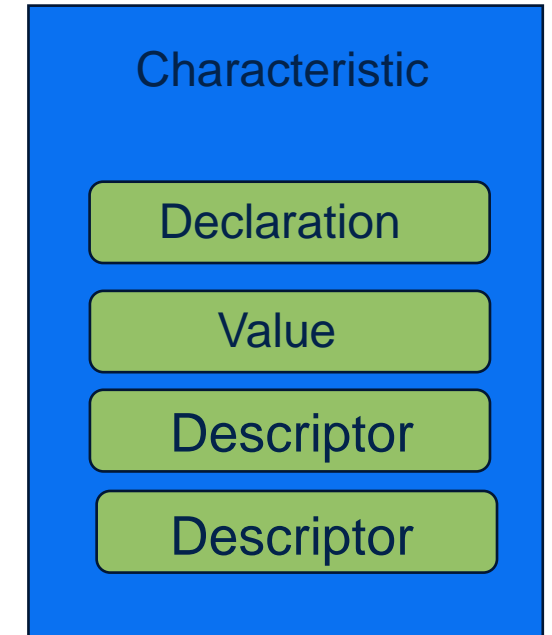 Characteristic
Declaration
Value
Descriptor
Descriptor